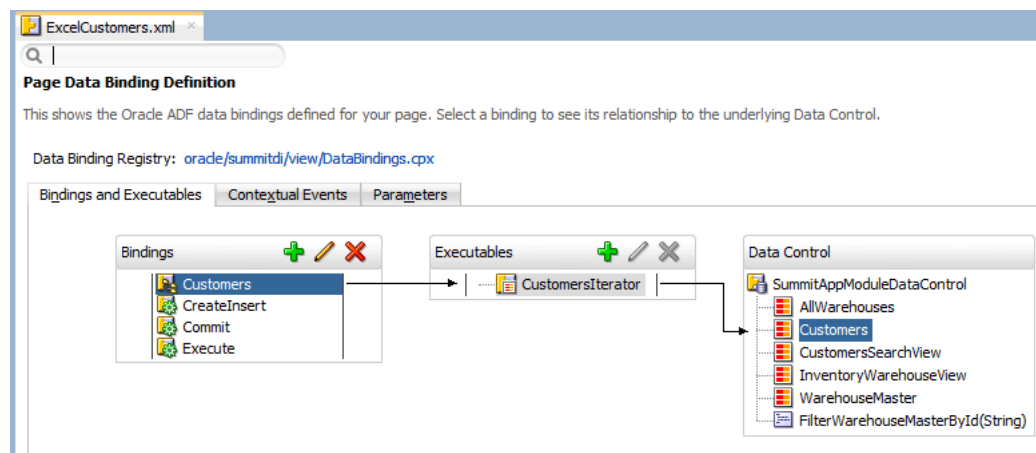 ExcelCustomers.xml
Page Data Binding Definition
This shows the Oracle ADF data bindings defined for your page. Select a binding to see its relationship to the underlying Data Control.
Data Binding Registry: oracle/summitdi/view/DataBindings.cpx
Bindings and Executables Contextual Events Parameters
Bindings Executables Data Control
Customers
CreateInsert
Commit
Execute
CustomersIterator
SummitAppModuleDataControl
AllWarehouses
Customers
CustomersSearchView
InventoryWarehouseView
WarehouseMaster
FilterWarehouseMasterById(String)